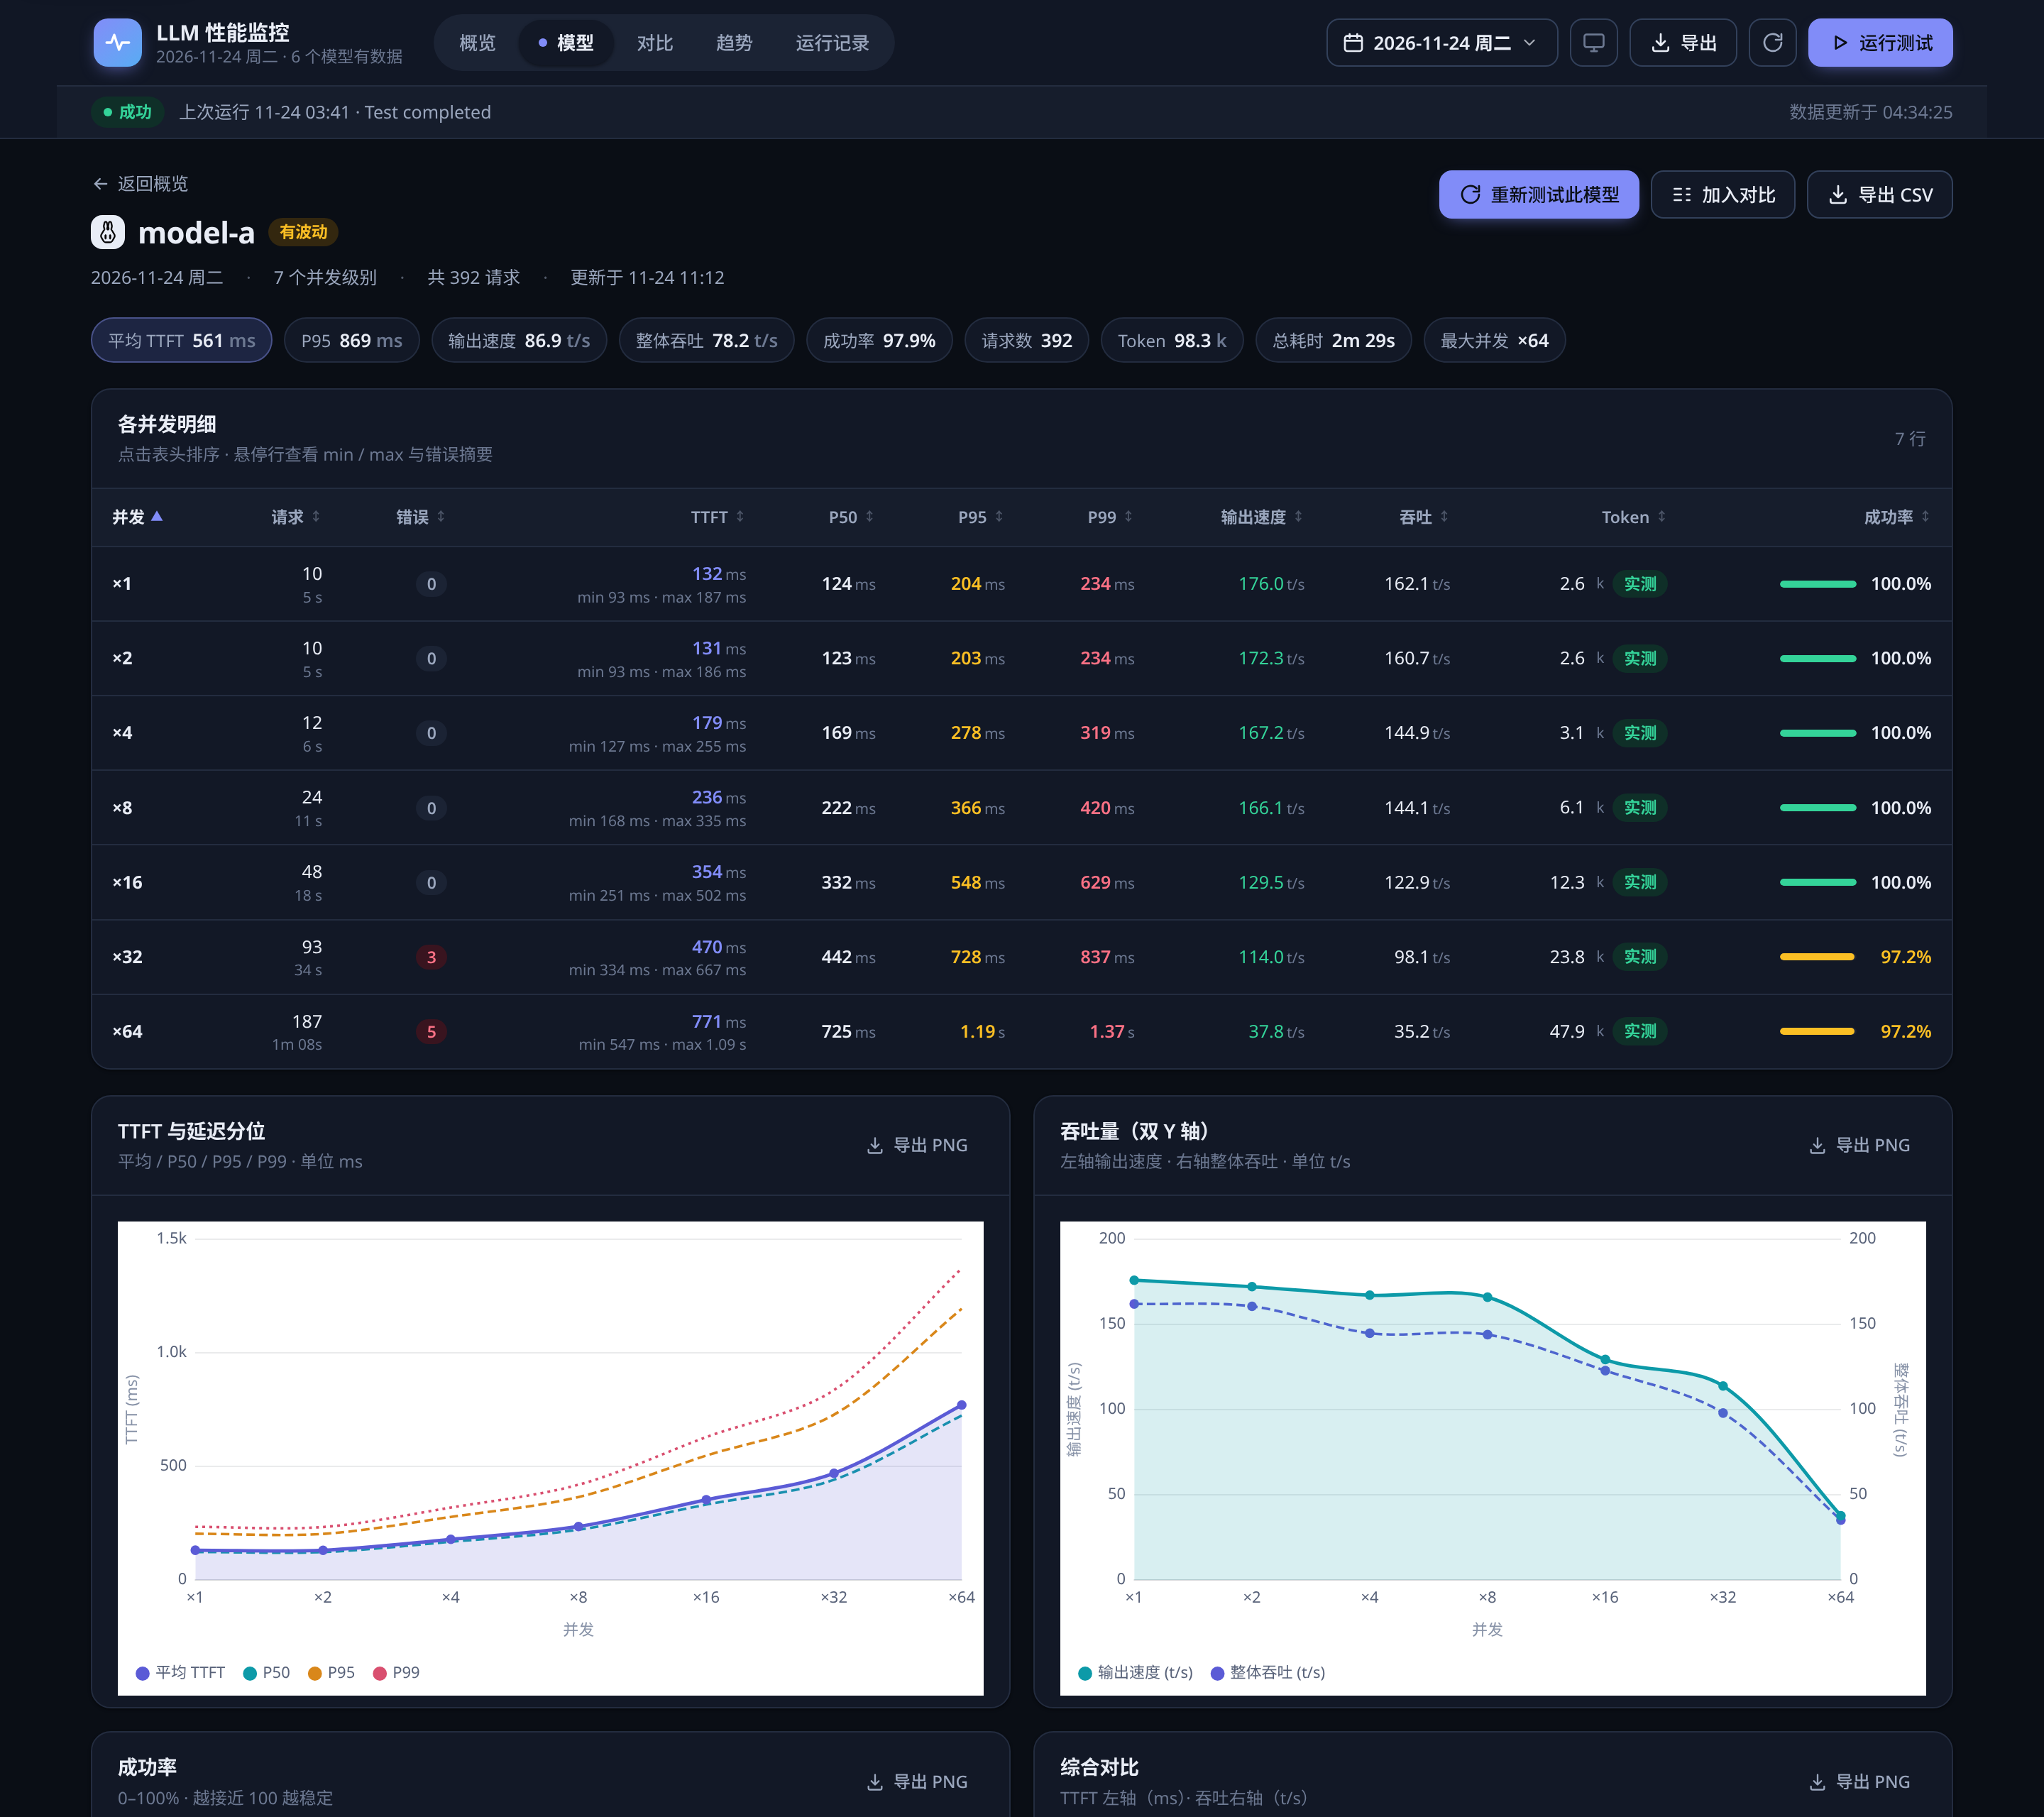 LLM 性能监控
2026-11-24 周二 · 6 个模型有数据
概览 模型 对比 趋势 运行记录
2026-11-24 周二 导出 运行测试
成功 上次运行 11-24 03:41 · Test completed 数据更新于 04:34:25
返回概览
重新测试此模型 加入对比 导出 CSV
model-a 有波动
2026-11-24 周二 · 7 个并发级别 · 共 392 请求 · 更新于 11-24 11:12
平均 TTFT 561 ms P95 869 ms 输出速度 86.9 t/s 整体吞吐 78.2 t/s 成功率 97.9% 请求数 392 Token 98.3 k 总耗时 2m 29s 最大并发 ×64
各并发明细
点击表头排序 · 悬停行查看 min / max 与错误摘要
7 行
并发 请求 错误 TTFT P50 P95 P99 输出速度 吞吐 Token 成功率
×1 10 0 132 ms 124 ms 204 ms 234 ms 176.0 t/s 162.1 t/s 2.6 k 实测 100.0%
5 s min 93 ms · max 187 ms
×2 10 0 131 ms 123 ms 203 ms 234 ms 172.3 t/s 160.7 t/s 2.6 k 实测 100.0%
5 s min 93 ms · max 186 ms
×4 12 0 179 ms 169 ms 278 ms 319 ms 167.2 t/s 144.9 t/s 3.1 k 实测 100.0%
6 s min 127 ms · max 255 ms
×8 24 0 236 ms 222 ms 366 ms 420 ms 166.1 t/s 144.1 t/s 6.1 k 实测 100.0%
11 s min 168 ms · max 335 ms
×16 48 0 354 ms 332 ms 548 ms 629 ms 129.5 t/s 122.9 t/s 12.3 k 实测 100.0%
18 s min 251 ms · max 502 ms
×32 93 3 470 ms 442 ms 728 ms 837 ms 114.0 t/s 98.1 t/s 23.8 k 实测 97.2%
34 s min 334 ms · max 667 ms
×64 187 5 771 ms 725 ms 1.19 s 1.37 s 37.8 t/s 35.2 t/s 47.9 k 实测 97.2%
1m 08s min 547 ms · max 1.09 s
TTFT 与延迟分位
平均 / P50 / P95 / P99 · 单位 ms
导出 PNG
1.5k
1.0k
500
0
TTFT (ms)
×1 ×2 ×4 ×8 ×16 ×32 ×64
并发
平均 TTFT P50 P95 P99
吞吐量（双 Y 轴）
左轴输出速度 · 右轴整体吞吐 · 单位 t/s
导出 PNG
200 200
150 150
100 100
50 50
0 0
输出速度 (t/s)
整体吞吐 (t/s)
×1 ×2 ×4 ×8 ×16 ×32 ×64
并发
输出速度 (t/s) 整体吞吐 (t/s)
成功率
0–100% · 越接近 100 越稳定
导出 PNG
综合对比
TTFT 左轴（ms）· 吞吐右轴（t/s）
导出 PNG